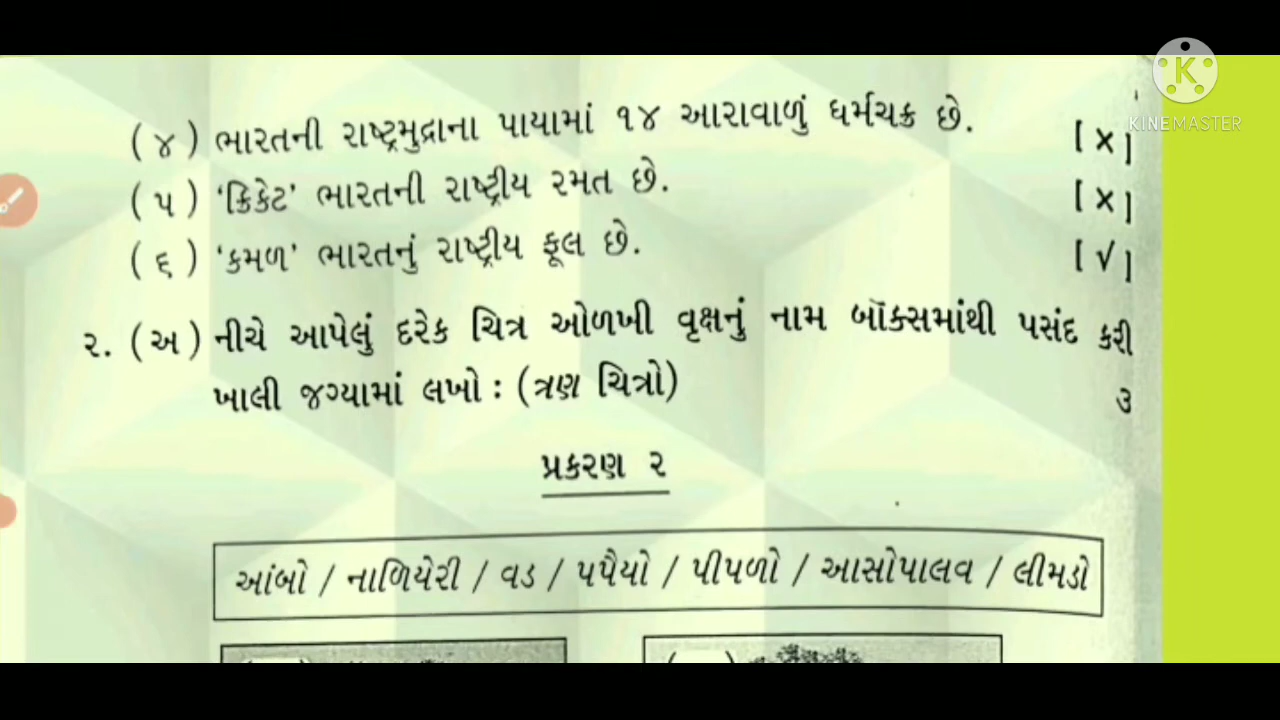 (૪) ભારતની રાષ્ટ્રમુદ્રાના પાયામાં ૧૪ આરાવાળું ધર્મચક્ર છે. [×]
(૫) 'ક્રિકેટ' ભારતની રાષ્ટ્રીય રમત છે. [×]
(૬) 'કમળ' ભારતનું રાષ્ટ્રીય ફૂલ છે. [√]
૨. (અ) નીચે આપેલું દરેક ચિત્ર ઓળખી વૃક્ષનું નામ બૉક્સમાંથી પસંદ કરી
ખાલી જગ્યામાં લખો : (ત્રણ ચિત્રો) ૩
પ્રકરણ ૨
આંબો / નાળિયેરી / વડ / પપૈયો / પીપળો / આસોપાલવ / લીમડો
K
KINEMASTER